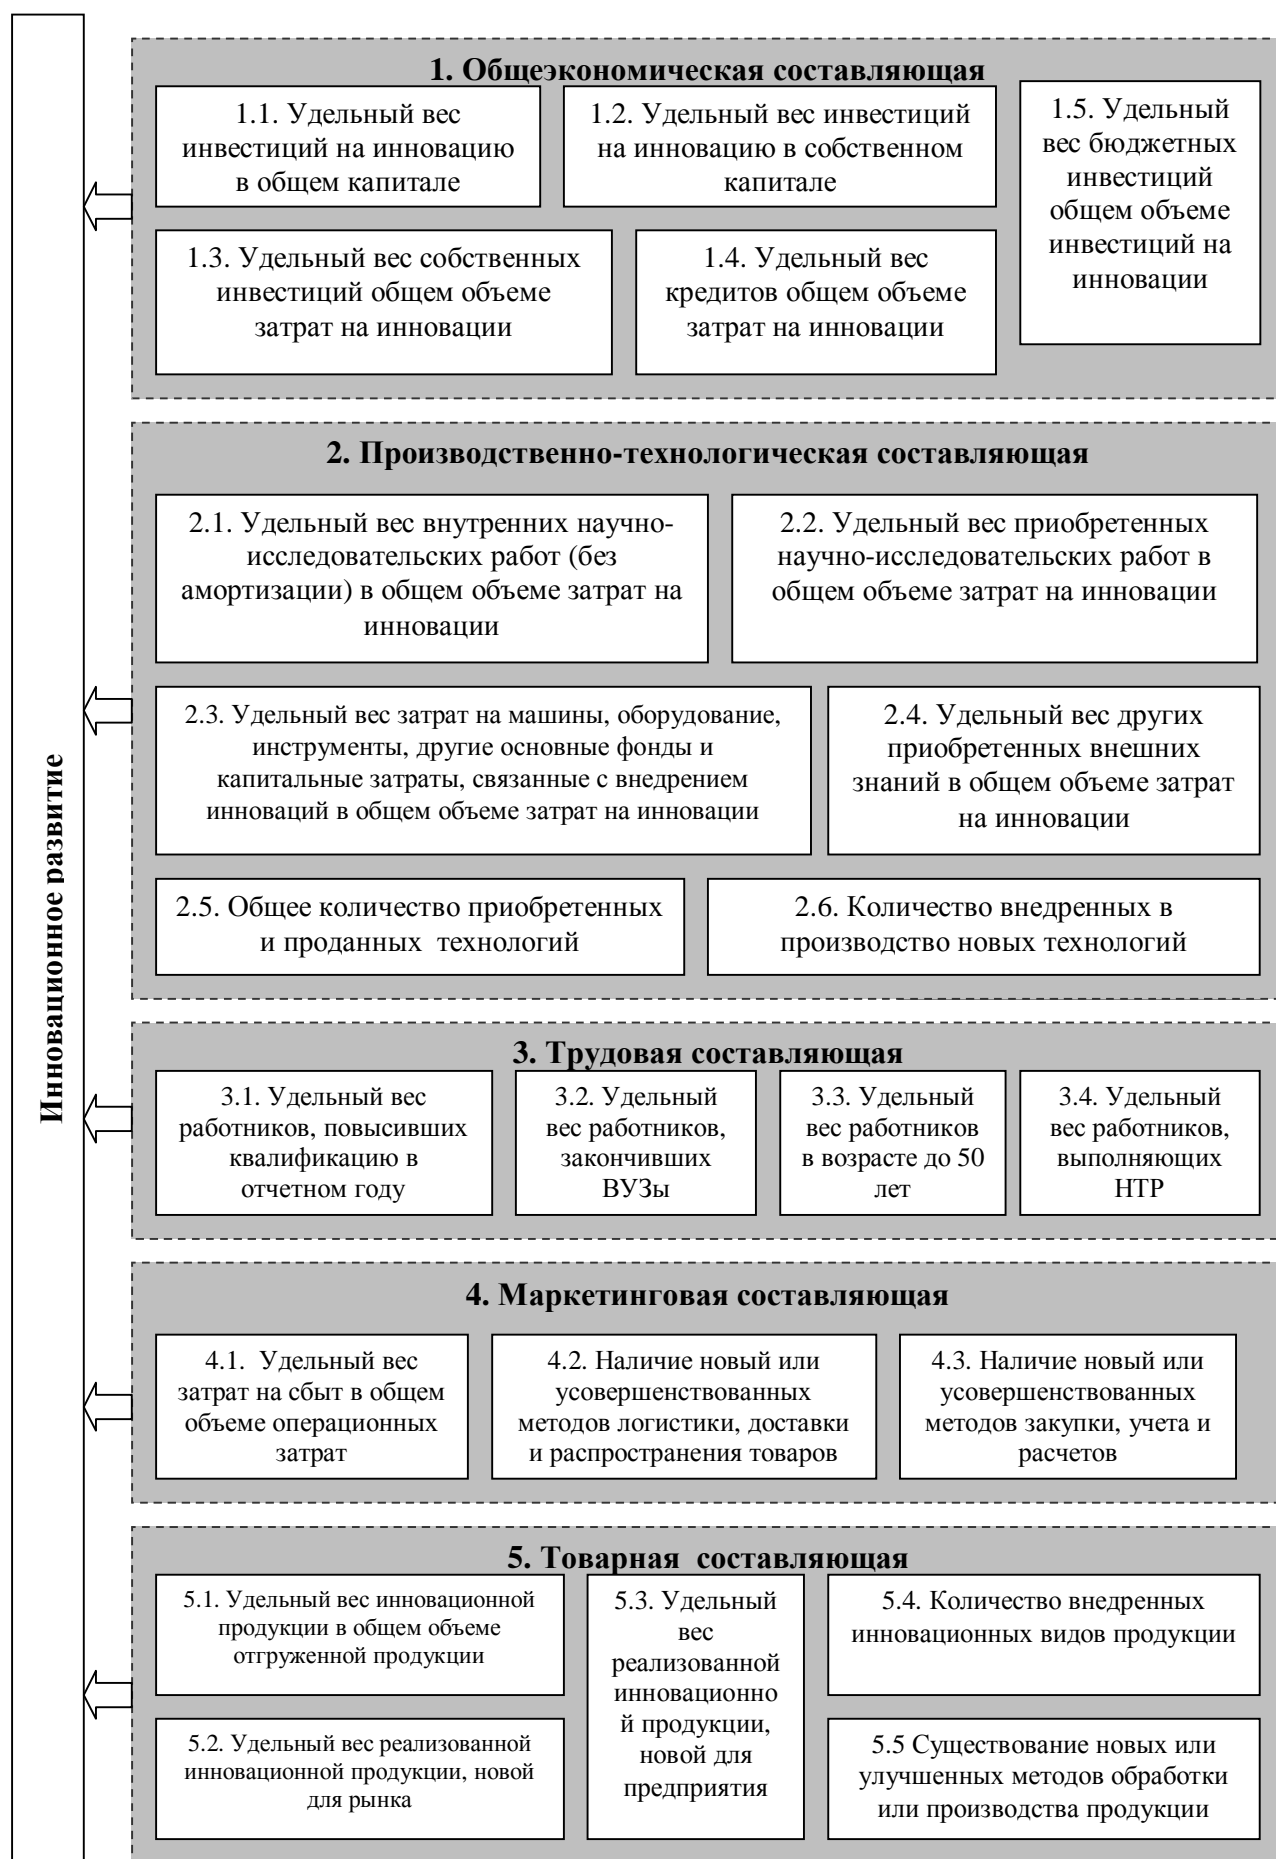 Инновационное развитие
1. Общеэкономическая составляющая
1.1. Удельный вес
инвестиций на инновацию
в общем капитале
1.2. Удельный вес инвестиций
на инновацию в собственном
капитале
1.5. Удельный
вес бюджетных
инвестиций
общем объеме
инвестиций на
инновации
1.3. Удельный вес собственных
инвестиций общем объеме
затрат на инновации
1.4. Удельный вес
кредитов общем объеме
затрат на инновации
2. Производственно-технологическая составляющая
2.1. Удельный вес внутренних научно-
исследовательских работ (без
амортизации) в общем объеме затрат на
инновации
2.2. Удельный вес приобретенных
научно-исследовательских работ в
общем объеме затрат на инновации
2.3. Удельный вес затрат на машины, оборудование,
инструменты, другие основные фонды и
капитальные затраты, связанные с внедрением
инноваций в общем объеме затрат на инновации
2.4. Удельный вес других
приобретенных внешних
знаний в общем объеме затрат
на инновации
2.5. Общее количество приобретенных
и проданных технологий
2.6. Количество внедренных в
производство новых технологий
3. Трудовая составляющая
3.1. Удельный вес
работников, повысивших
квалификацию в
отчетном году
3.2. Удельный
вес работников,
закончивших
ВУЗы
3.3. Удельный
вес работников
в возрасте до 50
лет
3.4. Удельный
вес работников,
выполняющих
НТР
4. Маркетинговая составляющая
4.1. Удельный вес
затрат на сбыт в общем
объеме операционных
затрат
4.2. Наличие новый или
усовершенствованных
методов логистики, доставки
и распространения товаров
4.3. Наличие новый или
усовершенствованных
методов закупки, учета и
расчетов
5. Товарная составляющая
5.1. Удельный вес инновационной
продукции в общем объеме
отгруженной продукции
5.2. Удельный вес реализованной
инновационной продукции, новой
для рынка
5.3. Удельный
вес
реализованной
инновационно
й продукции,
новой для
предприятия
5.4. Количество внедренных
инновационных видов продукции
5.5 Существование новых или
улучшенных методов обработки
или производства продукции